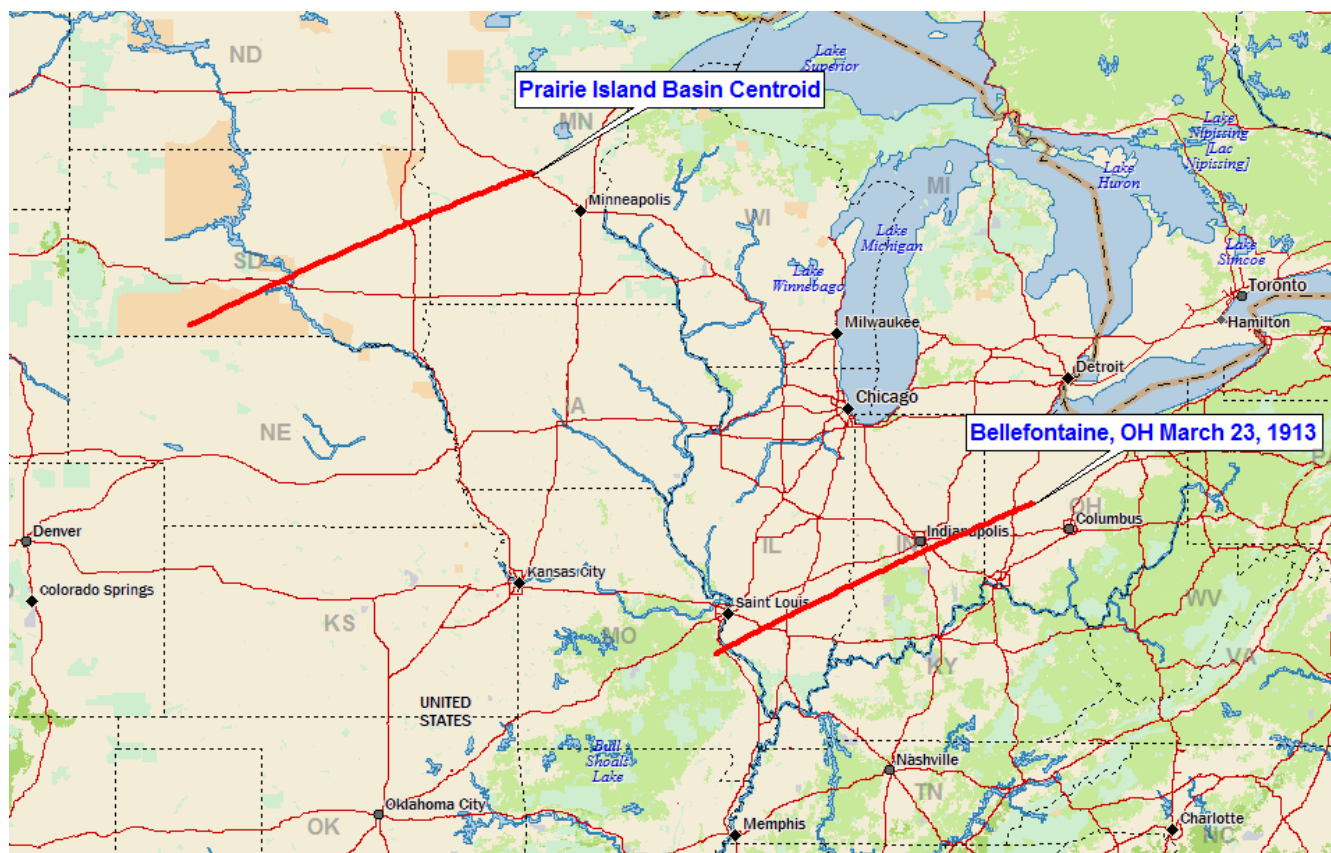 ND
Lake
Superior
Prairie Island Basin Centroid
MN
Lake
Nipissing
[Lac
Nipissing]
Lake
Huron
MI
Minneapolis
WI
Lake
Michigan
Lake
Simcoe
SD
Lake
Winnebago
Toronto
Milwaukee
Hamilton
Detroit
Chicago
IA
NE
Bellefontaine, OH March 23, 1913
OH
Columbus
Denver
IL
IN
Indianapolis
Kansas City
Colorado Springs
Saint Louis
WV
KS
MO
VA
KY
UNITED
STATES
Bull
Shoals
Lake
Nashville
TN
Oklahoma City
OK
Memphis
Charlotte
NC